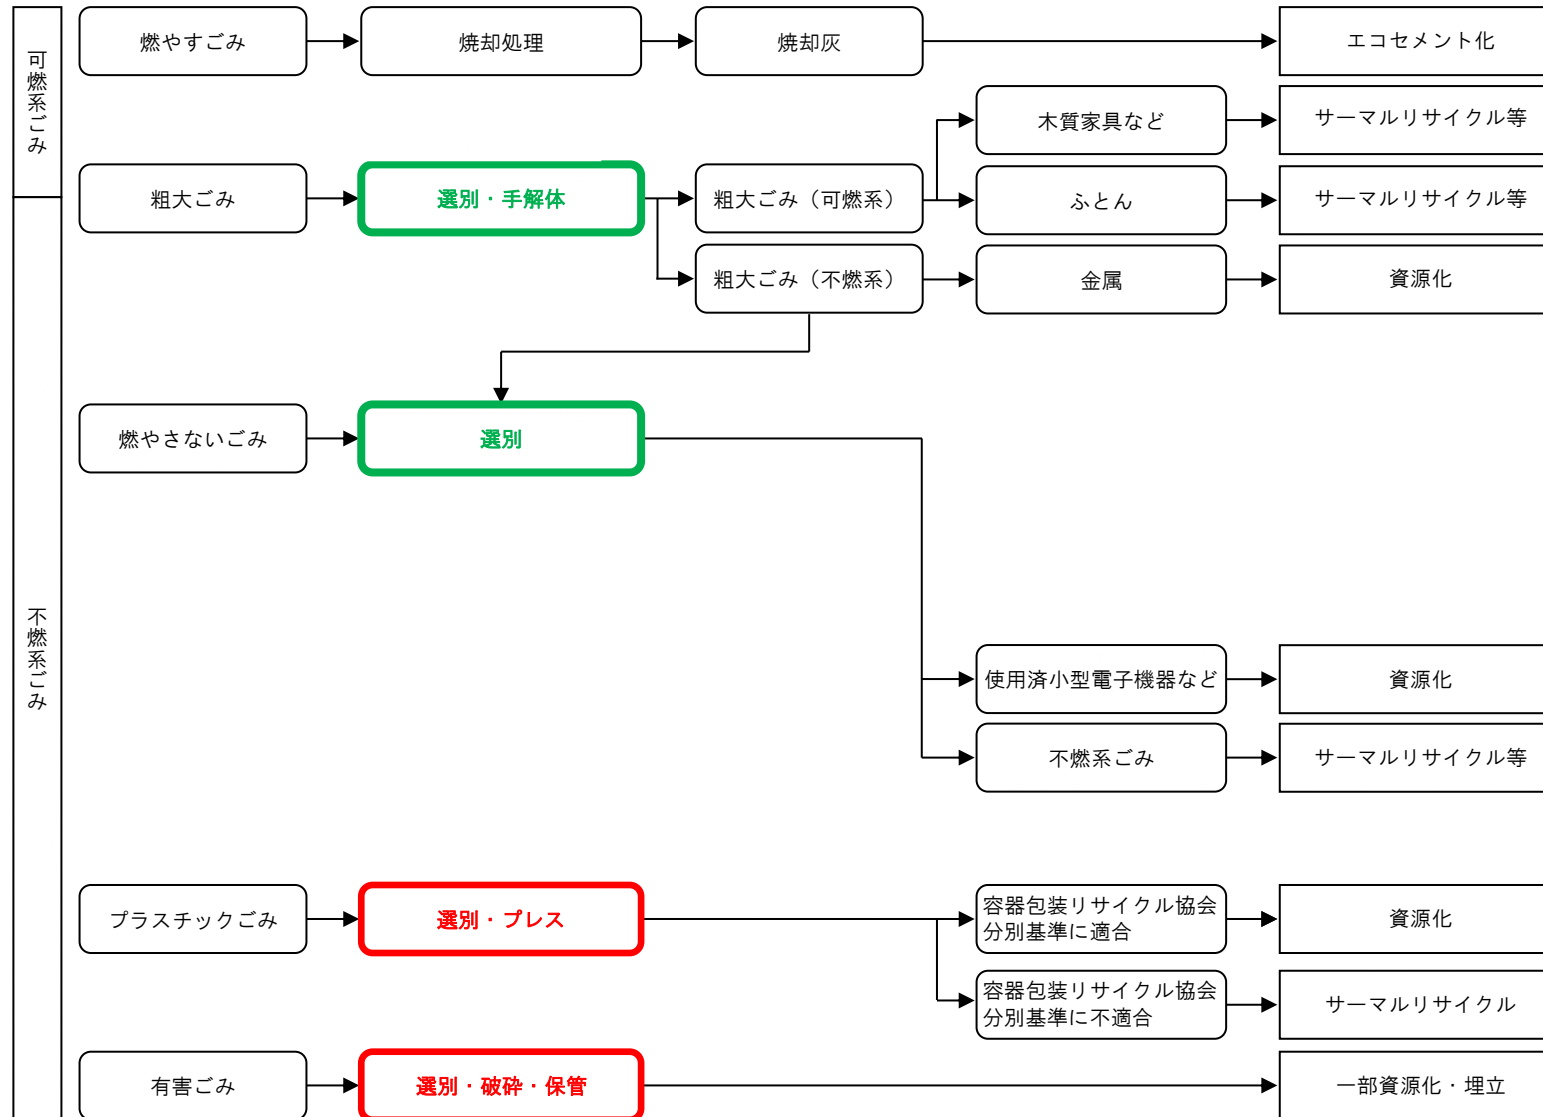 可燃系ごみ
燃やすごみ
焼却処理
焼却灰
エコセメント化
木質家具など
サーマルリサイクル等
粗大ごみ
選別・手解体
粗大ごみ（可燃系）
ふとん
サーマルリサイクル等
粗大ごみ（不燃系）
金属
資源化
不燃系ごみ
燃やさないごみ
選別
使用済小型電子機器など
資源化
不燃系ごみ
サーマルリサイクル等
プラスチックごみ
選別・プレス
容器包装リサイクル協会
分別基準に適合
資源化
容器包装リサイクル協会
分別基準に不適合
サーマルリサイクル
有害ごみ
選別・破砕・保管
一部資源化・埋立